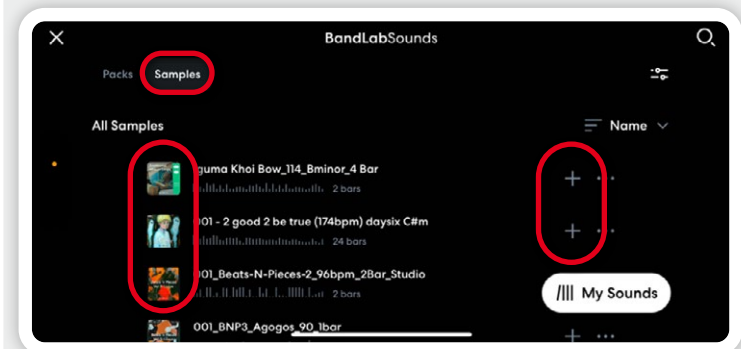 BandLabSounds
Packs Samples
All Samples
Name
guma Khoi Bow_114_Bminor_4 Bar
2 bars
001 - 2 good 2 be true (174bpm) daysix C#m
24 bars
001_Beats-N-Pieces-2_96bpm_2Bar_Studio
2 bars
My Sounds
001_BNP3_Agogos_90_1bar